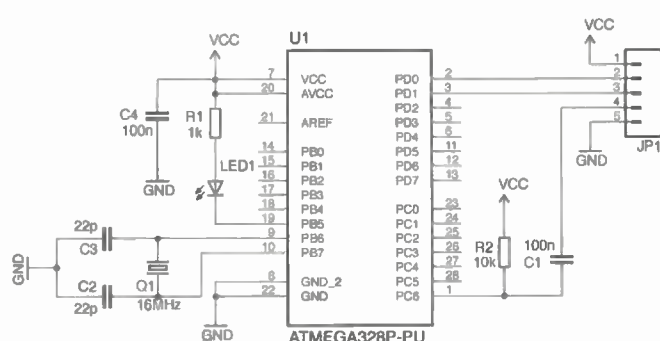 VCC
U1
VCC
7 VCC PD0 2 1
20 AVCC PD1 3 2
C4 100n
R1 1k
21 AREF PD2 4 3
PD3 5 4
PD4 6 5
14 PB0 PD5 11
LED1 15 PB1 PD6 12
16 PB2 PD7 13
JP1
GND
GND
17 PB3
VCC
18 PB4 PC0 23
19 PB5 PC1 24
22p C3
9 PB6 PC2 25
10 PB7 PC3 26
R2 10k
100n C1
GND
C2 22p
Q1 16MHz
PC4 27
8 GND_2 PC5 28
22 GND PC6 1
GND
ATMEGA328P-PU